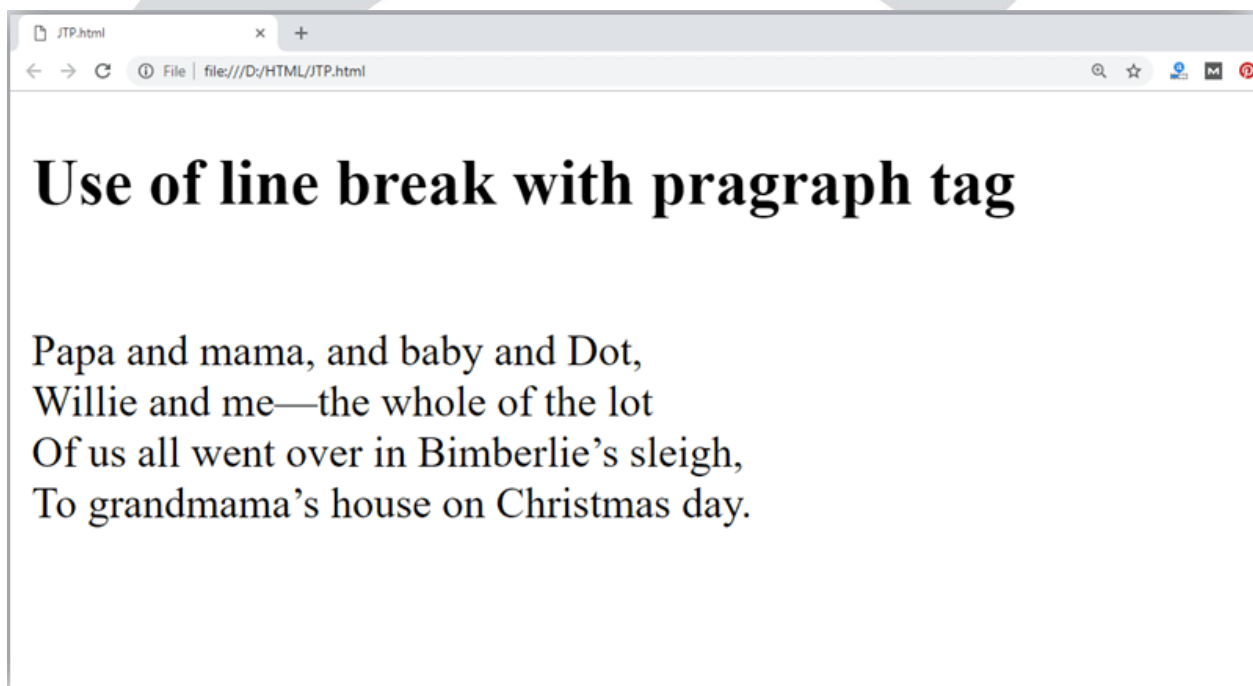 JTP.html
File file:///D:/HTML/JTP.html
Use of line break with pragraph tag
Papa and mama, and baby and Dot,
Willie and me—the whole of the lot
Of us all went over in Bimberlie’s sleigh,
To grandmama’s house on Christmas day.